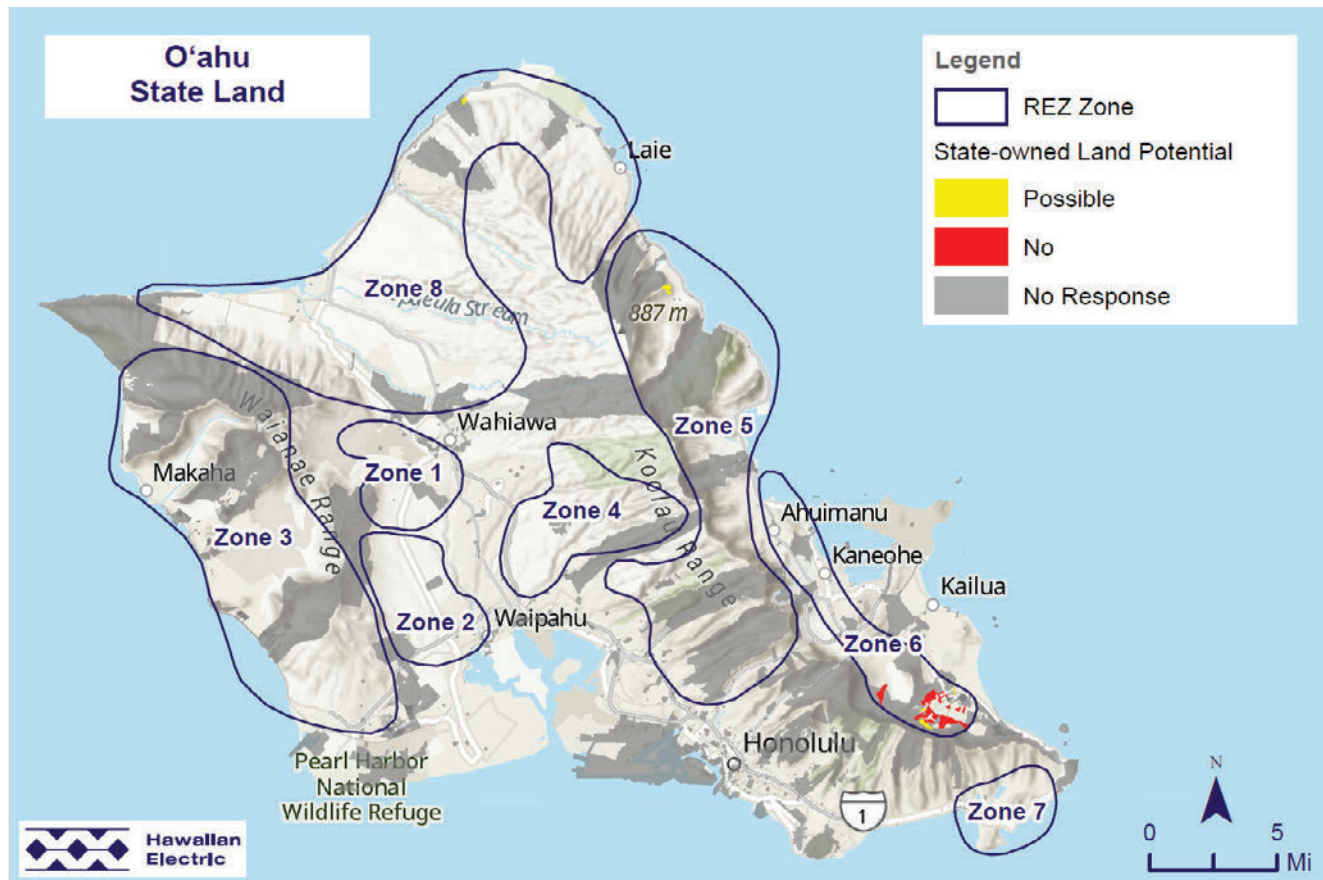 Oʻahu
State Land
Legend
REZ Zone
State-owned Land Potential
Possible
No
No Response
Laie
Zone 8
Stream
887 m
Wahiawa
Zone 5
Zone 1
Makaha
Waianae Range
Koolau Range
Zone 4
Zone 3
Ahuimanu
Kaneohe
Kailua
Zone 2
Waipahu
Zone 6
Honolulu
Pearl Harbor
National
Wildlife Refuge
1
Zone 7
N
0 5
Mi
Hawaiian
Electric